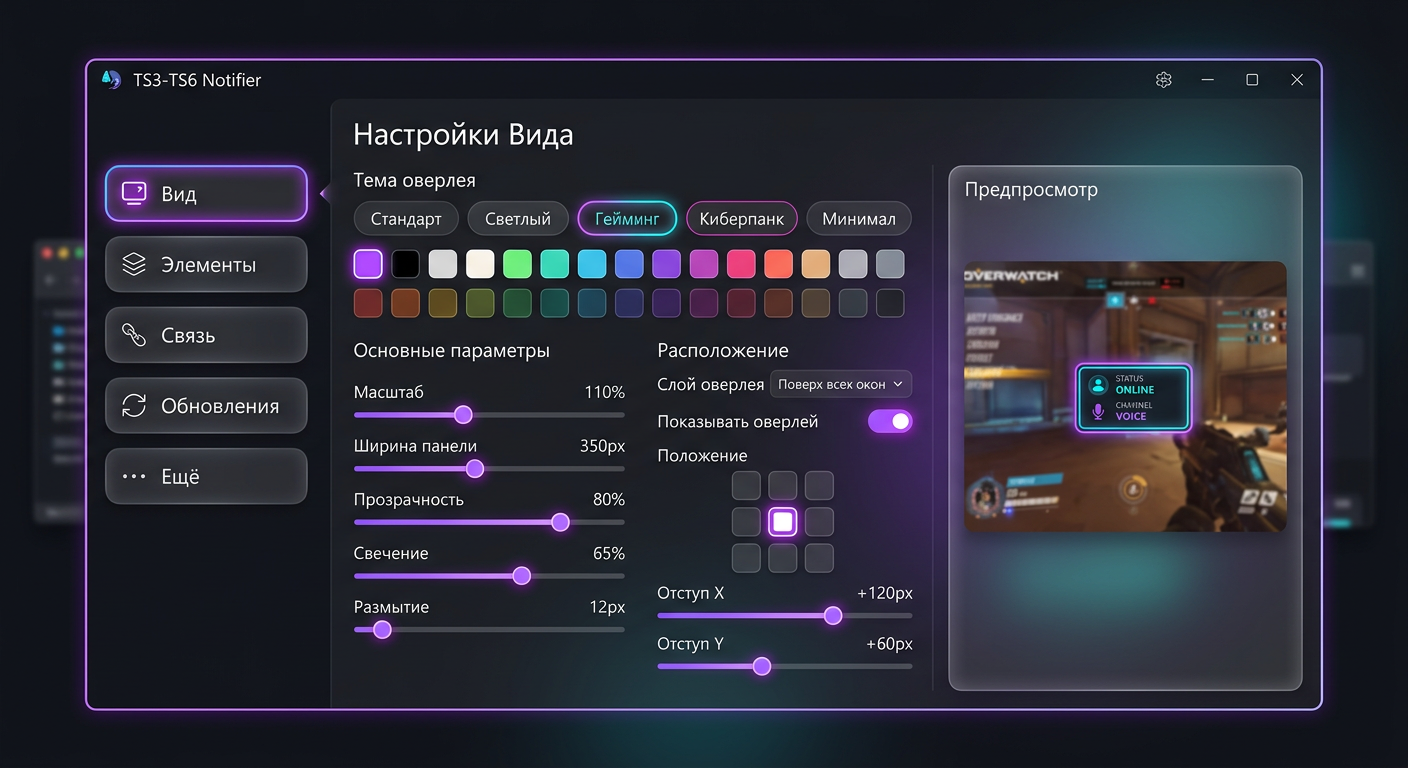 TS3-TS6 Notifier
Вид
Элементы
Связь
Обновления
Ещё
Настройки Вида
Тема оверлея
Стандарт
Светлый
Гейминг
Киберпанк
Минимал
Основные параметры
Масштаб 110%
Ширина панели 350px
Прозрачность 80%
Свечение 65%
Размытие 12px
Расположение
Слой оверлея Поверх всех окон
Показывать оверлей
Положение
Отступ X +120px
Отступ Y +60px
Предпросмотр
OVERWATCH
STATUS
ONLINE
VOICE